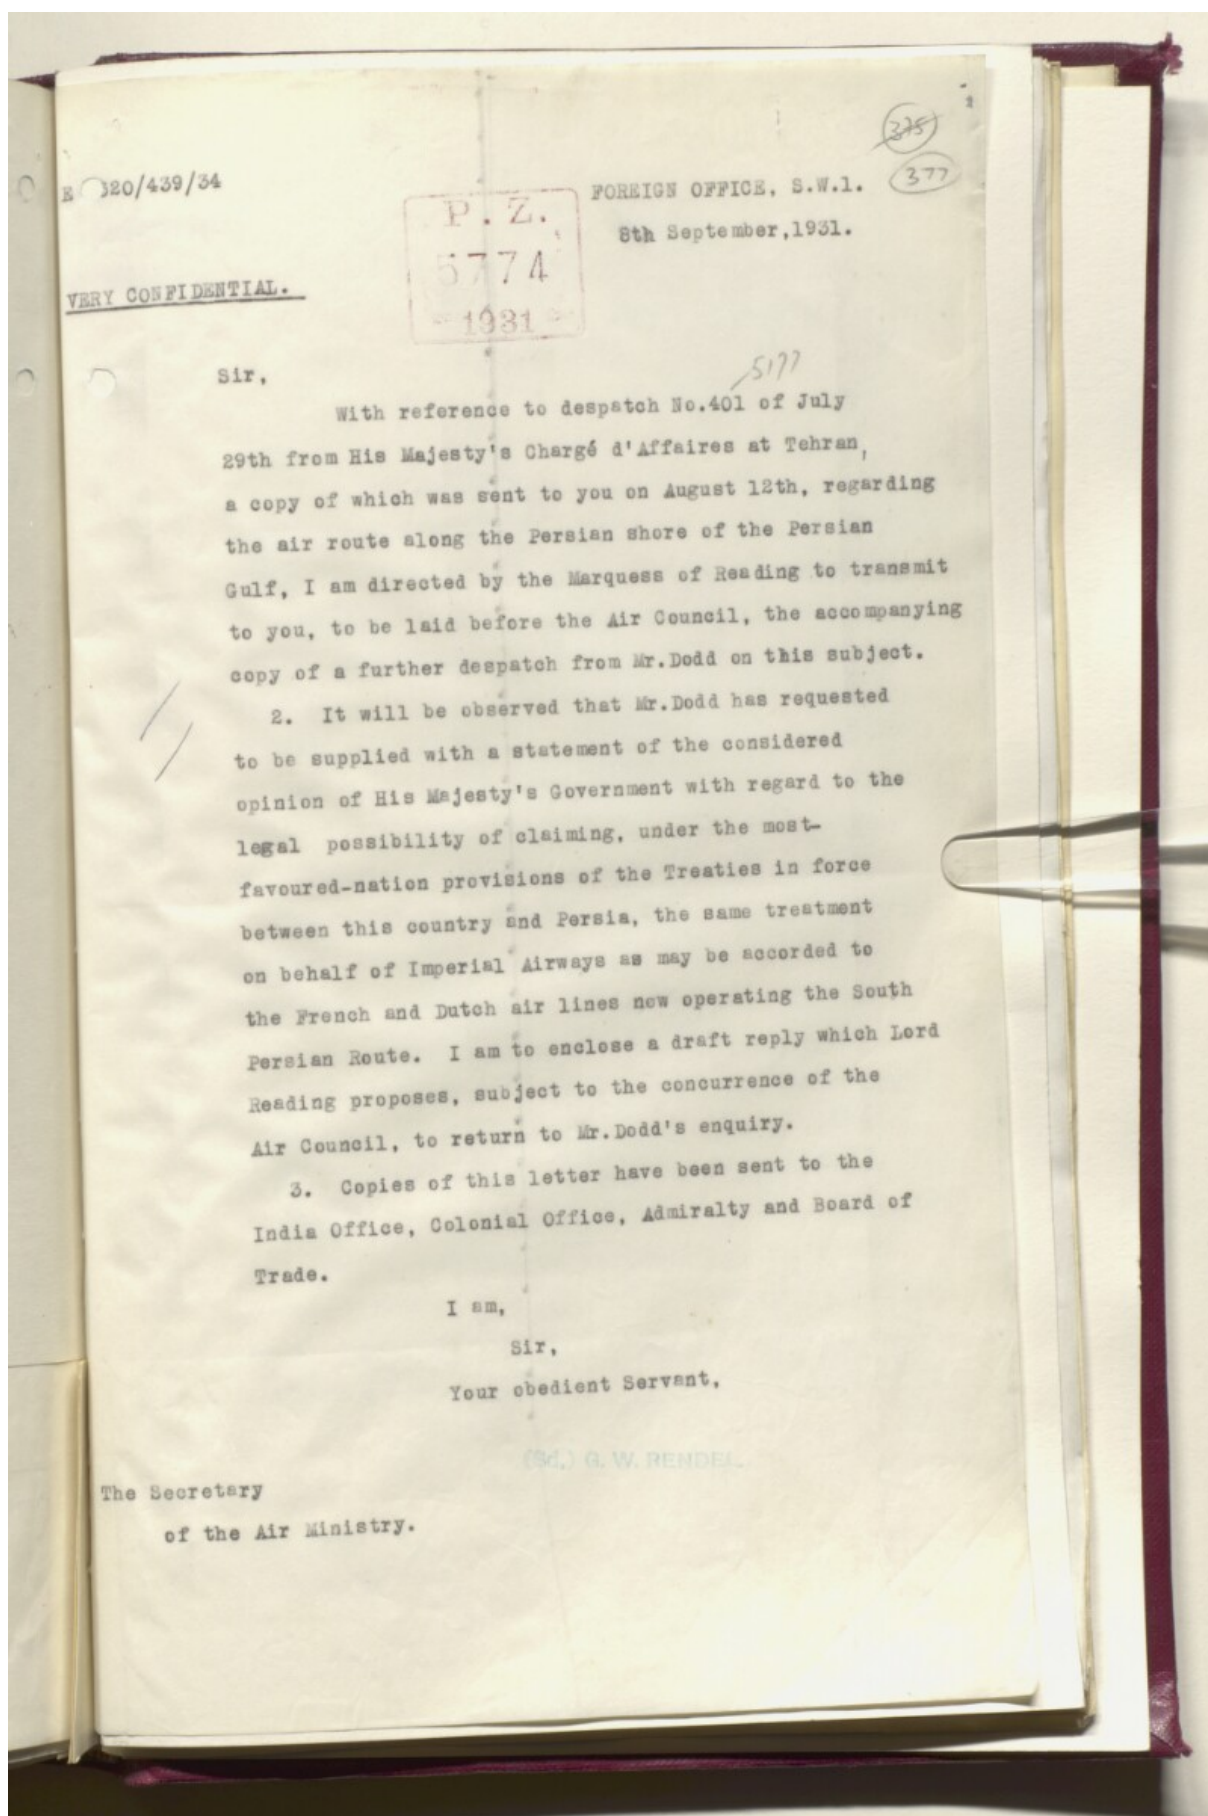 375
377
E 320/439/34
FOREIGN OFFICE, S.W.1.
8th September, 1931.
P. Z.
5774
1931
VERY CONFIDENTIAL.
5177
Sir,
With reference to despatch No.401 of July
29th from His Majesty's Chargé d'Affaires at Tehran,
a copy of which was sent to you on August 12th, regarding
the air route along the Persian shore of the Persian
Gulf, I am directed by the Marquess of Reading to transmit
to you, to be laid before the Air Council, the accompanying
copy of a further despatch from Mr.Dodd on this subject.
2. It will be observed that Mr.Dodd has requested
to be supplied with a statement of the considered
opinion of His Majesty's Government with regard to the
legal possibility of claiming, under the most-
favoured-nation provisions of the Treaties in force
between this country and Persia, the same treatment
on behalf of Imperial Airways as may be accorded to
the French and Dutch air lines now operating the South
Persian Route. I am to enclose a draft reply which Lord
Reading proposes, subject to the concurrence of the
Air Council, to return to Mr.Dodd's enquiry.
3. Copies of this letter have been sent to the
India Office, Colonial Office, Admiralty and Board of
Trade.
I am,
Sir,
Your obedient Servant,
(Sd.) G. W. RENDEL.
The Secretary
of the Air Ministry.